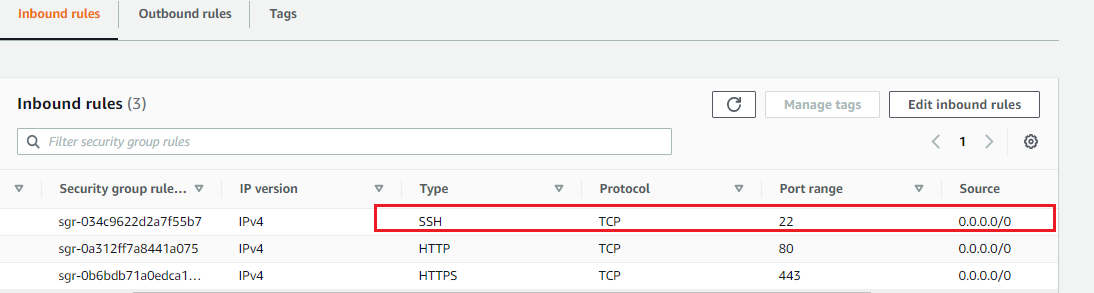 Inbound rules Outbound rules Tags
Inbound rules (3)
Manage tags Edit inbound rules
Filter security group rules 1
Security group rule... IP version Type Protocol Port range Source
sgr-034c9622d2a7f55b7 IPv4 SSH TCP 22 0.0.0.0/0
sgr-0a312ff7a8441a075 IPv4 HTTP TCP 80 0.0.0.0/0
sgr-0b6bdb71a0edca1... IPv4 HTTPS TCP 443 0.0.0.0/0